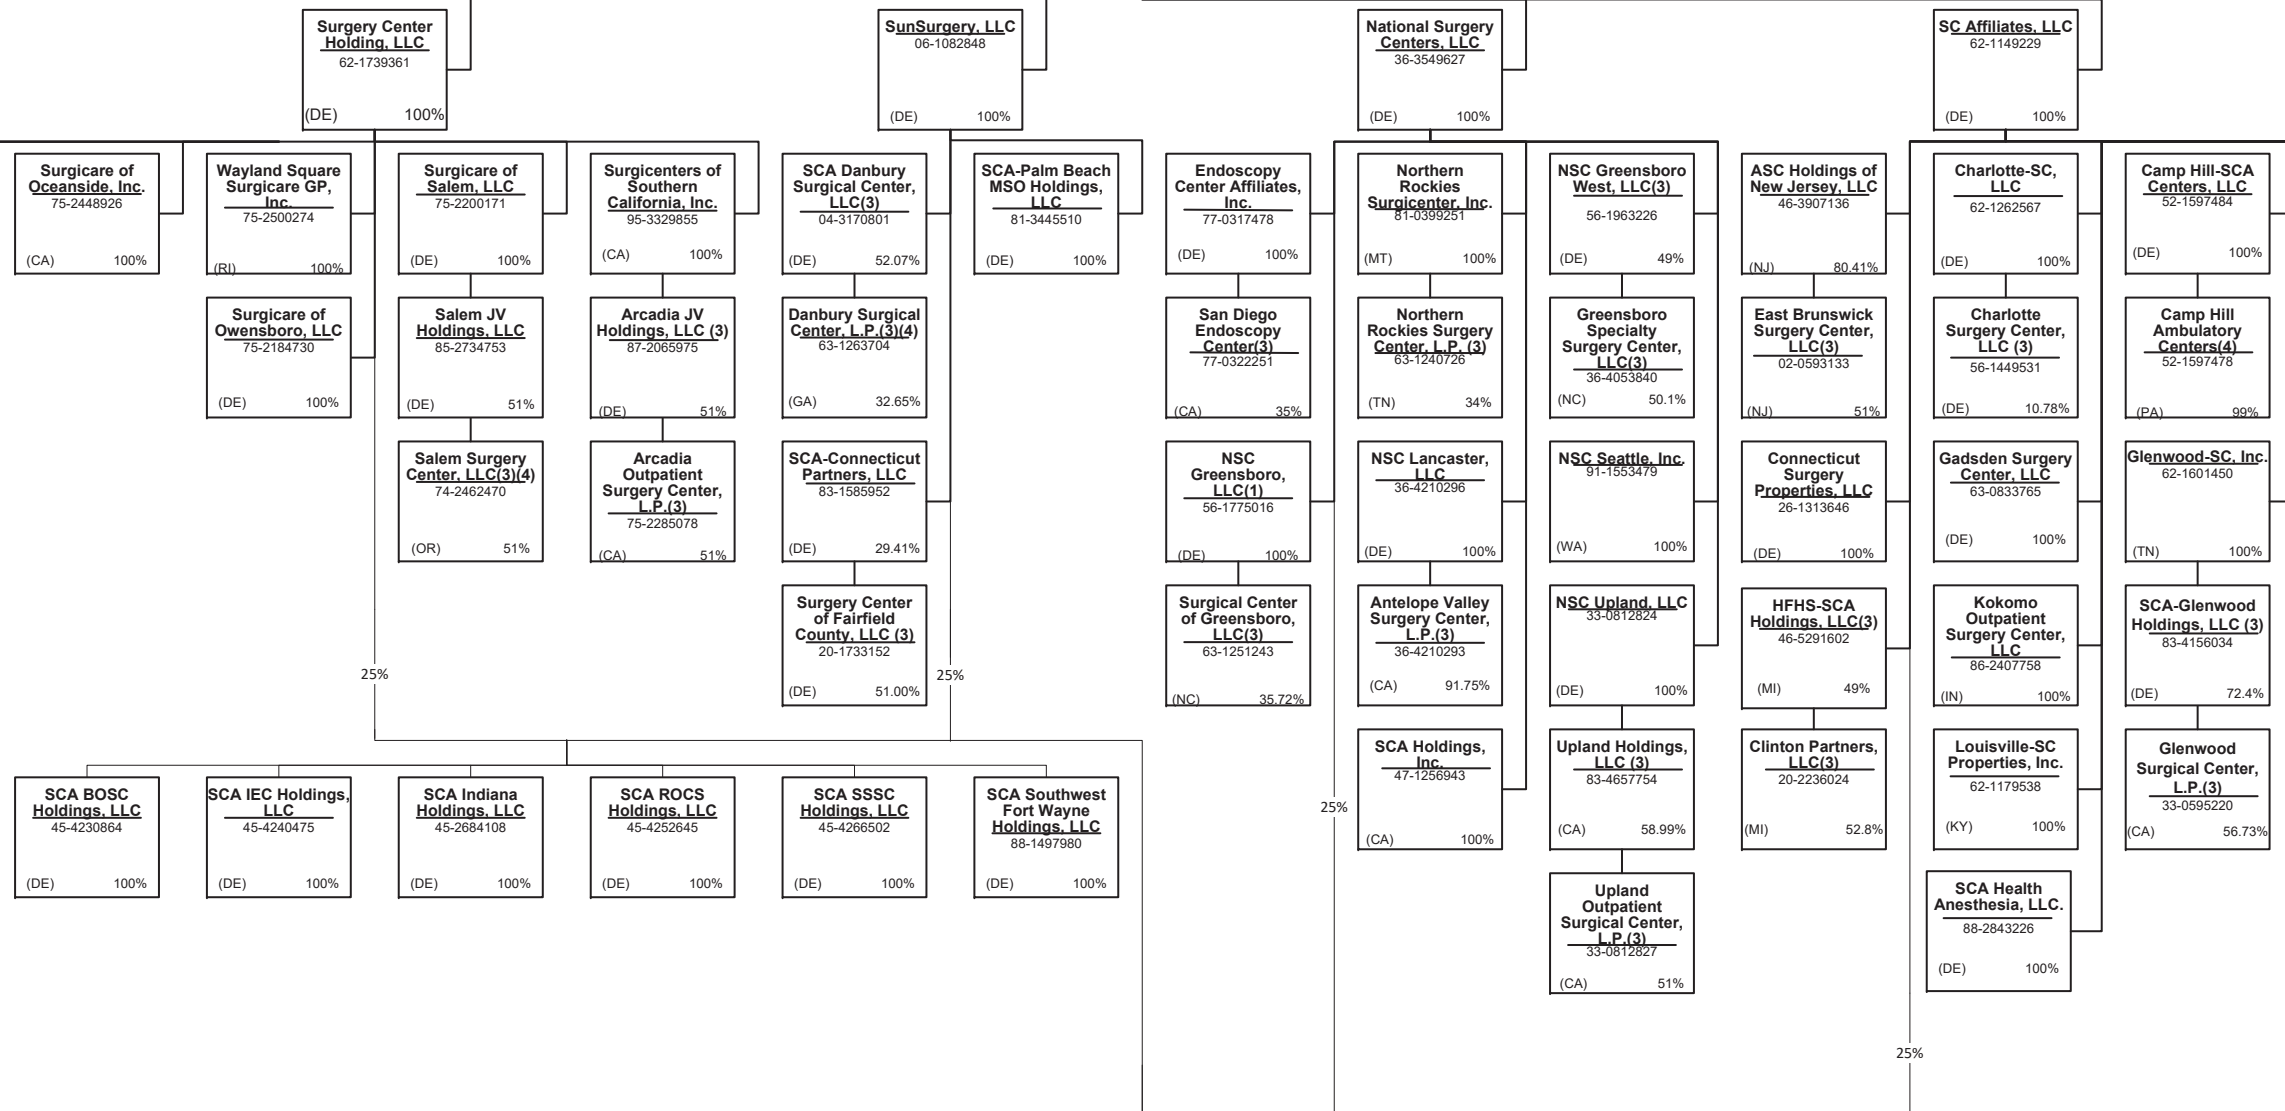 Surgery Center
Holding, LLC
62-1739361
(DE) 100%
SunSurgery, LLC
06-1082848
(DE) 100%
National Surgery
Centers, LLC
36-3549627
(DE) 100%
SC Affiliates, LLC
62-1149229
(DE) 100%
Surgicare of
Oceanside, Inc.
75-2448926
(CA) 100%
Wayland Square
Surgicare GP,
Inc.
75-2500274
(RI) 100%
Surgicare of
Salem, LLC
75-2200171
(DE) 100%
Surgicenters of
Southern
California, Inc.
95-3329855
(CA) 100%
SCA Danbury
Surgical Center,
LLC(3)
04-3170801
(DE) 52.07%
SCA-Palm Beach
MSO Holdings,
LLC
81-3445510
(DE) 100%
Endoscopy
Center Affiliates,
Inc.
77-0317478
(DE) 100%
Northern
Rockies
Surgicenter, Inc.
81-0399251
(MT) 100%
NSC Greensboro
West, LLC(3)
56-1963226
(DE) 49%
ASC Holdings of
New Jersey, LLC
46-3907136
(NJ) 80.41%
Charlotte-SC,
LLC
62-1262567
(DE) 100%
Camp Hill-SCA
Centers, LLC
52-1597484
(DE) 100%
Surgicare of
Owensboro, LLC
75-2184730
(DE) 100%
Salem JV
Holdings, LLC
85-2734753
(DE) 51%
Arcadia JV
Holdings, LLC (3)
87-2065975
(DE) 51%
Danbury Surgical
Center, L.P.(3)(4)
63-1263704
(GA) 32.65%
San Diego
Endoscopy
Center(3)
77-0322251
(CA) 35%
Northern
Rockies Surgery
Center, L.P. (3)
63-1240726
(TN) 34%
Greensboro
Specialty
Surgery Center,
LLC(3)
36-4053840
(NC) 50.1%
East Brunswick
Surgery Center,
LLC(3)
02-0593133
(NJ) 51%
Charlotte
Surgery Center,
LLC (3)
56-1449531
(DE) 10.78%
Camp Hill
Ambulatory
Centers(4)
52-1597478
(PA) 99%
Salem Surgery
Center, LLC(3)(4)
74-2462470
(OR) 51%
Arcadia
Outpatient
Surgery Center,
L.P.(3)
75-2285078
(CA) 51%
SCA-Connecticut
Partners, LLC
83-1585952
(DE) 29.41%
NSC
Greensboro,
LLC(1)
56-1775016
(DE) 100%
NSC Lancaster,
LLC
36-4210296
(DE) 100%
NSC Seattle, Inc.
91-1553479
(WA) 100%
Connecticut
Surgery
Properties, LLC
26-1313646
(DE) 100%
Gadsden Surgery
Center, LLC
63-0833765
(DE) 100%
Glenwood-SC, Inc.
62-1601450
(TN) 100%
Surgery Center
of Fairfield
County, LLC (3)
20-1733152
(DE) 51.00%
Surgical Center
of Greensboro,
LLC(3)
63-1251243
(NC) 35.72%
Antelope Valley
Surgery Center,
L.P.(3)
36-4210293
(CA) 91.75%
NSC Upland, LLC
33-0812824
(DE) 100%
HFHS-SCA
Holdings, LLC(3)
46-5291602
(MI) 49%
Kokomo
Outpatient
Surgery Center,
LLC
86-2407758
(IN) 100%
SCA-Glenwood
Holdings, LLC (3)
83-4156034
(DE) 72.4%
25%
25%
SCA Holdings,
Inc.
47-1256943
(CA) 100%
Upland Holdings,
LLC (3)
83-4657754
(CA) 58.99%
Clinton Partners,
LLC(3)
20-2236024
(MI) 52.8%
Louisville-SC
Properties, Inc.
62-1179538
(KY) 100%
Glenwood
Surgical Center,
L.P.(3)
33-0595220
(CA) 56.73%
SCA BOSC
Holdings, LLC
45-4230864
(DE) 100%
SCA IEC Holdings,
LLC
45-4240475
(DE) 100%
SCA Indiana
Holdings, LLC
45-2684108
(DE) 100%
SCA ROCS
Holdings, LLC
45-4252645
(DE) 100%
SCA SSSC
Holdings, LLC
45-4266502
(DE) 100%
SCA Southwest
Fort Wayne
Holdings, LLC
88-1497980
(DE) 100%
25%
Upland
Outpatient
Surgical Center,
L.P.(3)
33-0812827
(CA) 51%
SCA Health
Anesthesia, LLC.
88-2843226
(DE) 100%
25%